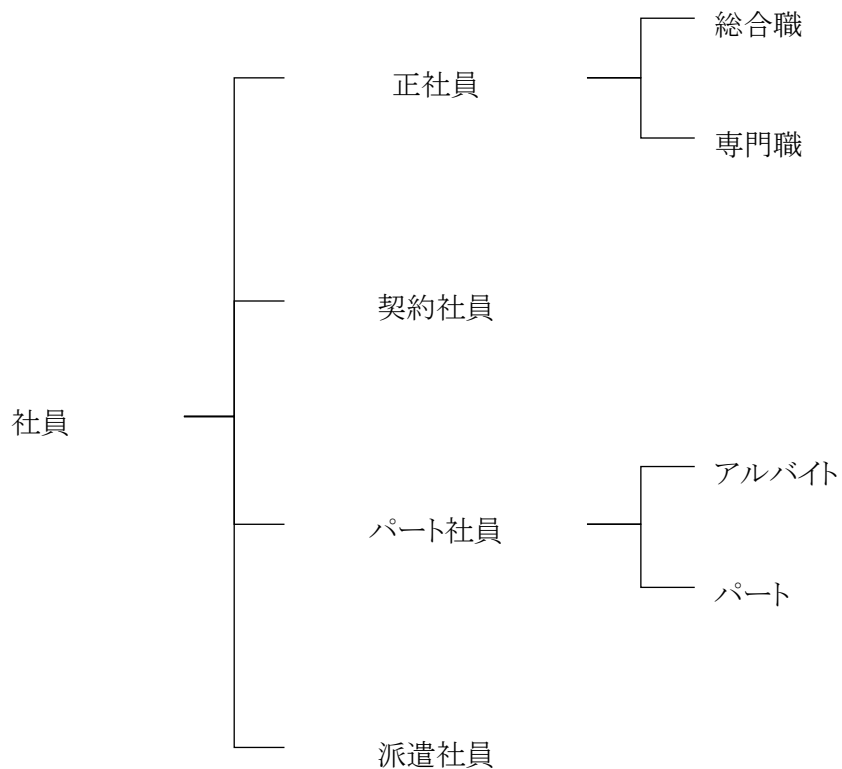 総合職
正社員
専門職
契約社員
社員
アルバイト
パート社員
パート
派遣社員